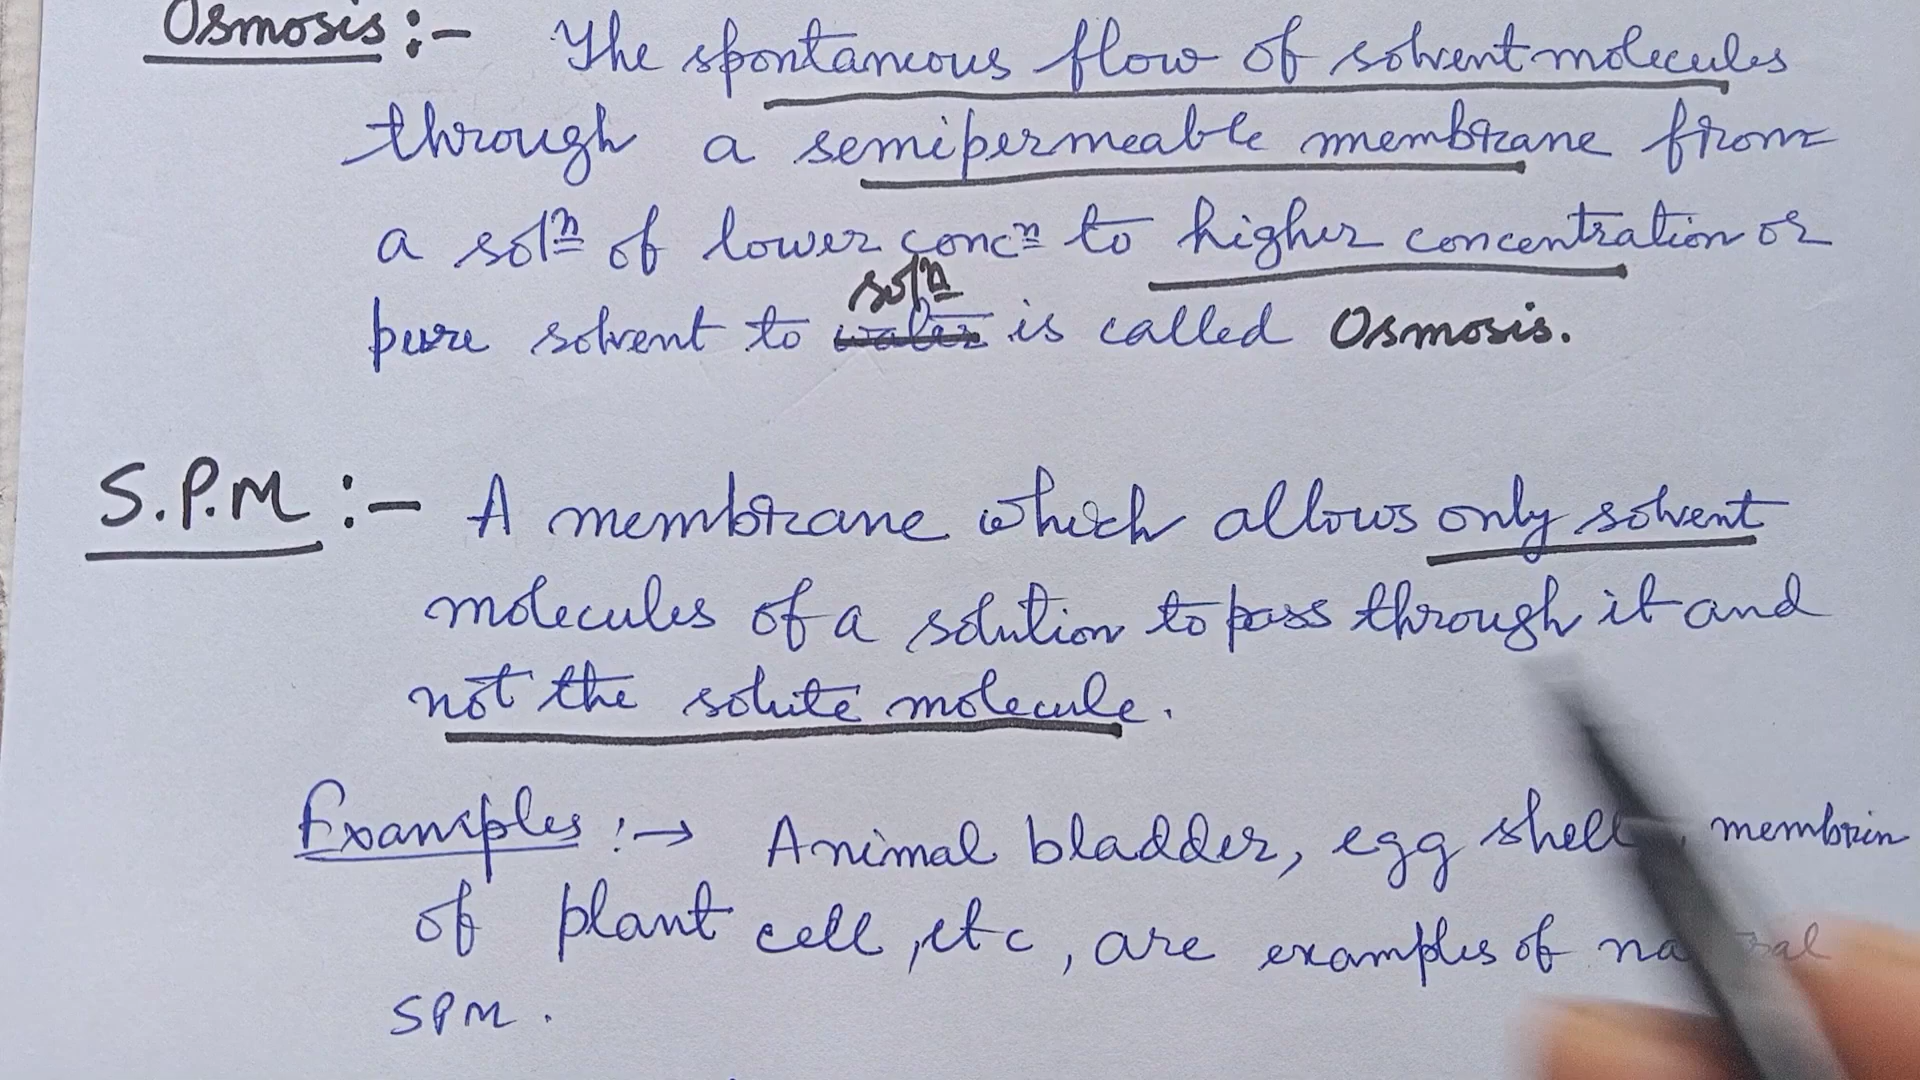 Osmosis :- The spontaneous flow of solvent molecules
through a semipermeable membrane from
a solⁿ of lower concⁿ to higher concentration or
solⁿ
pure solvent to water is called Osmosis.
S.P.M :- A membrane which allows only solvent
molecules of a solution to pass through it and
not the solute molecule.
Examples :→ Animal bladder, egg shell, membrin
of plant cell, etc, are examples of
SPM.